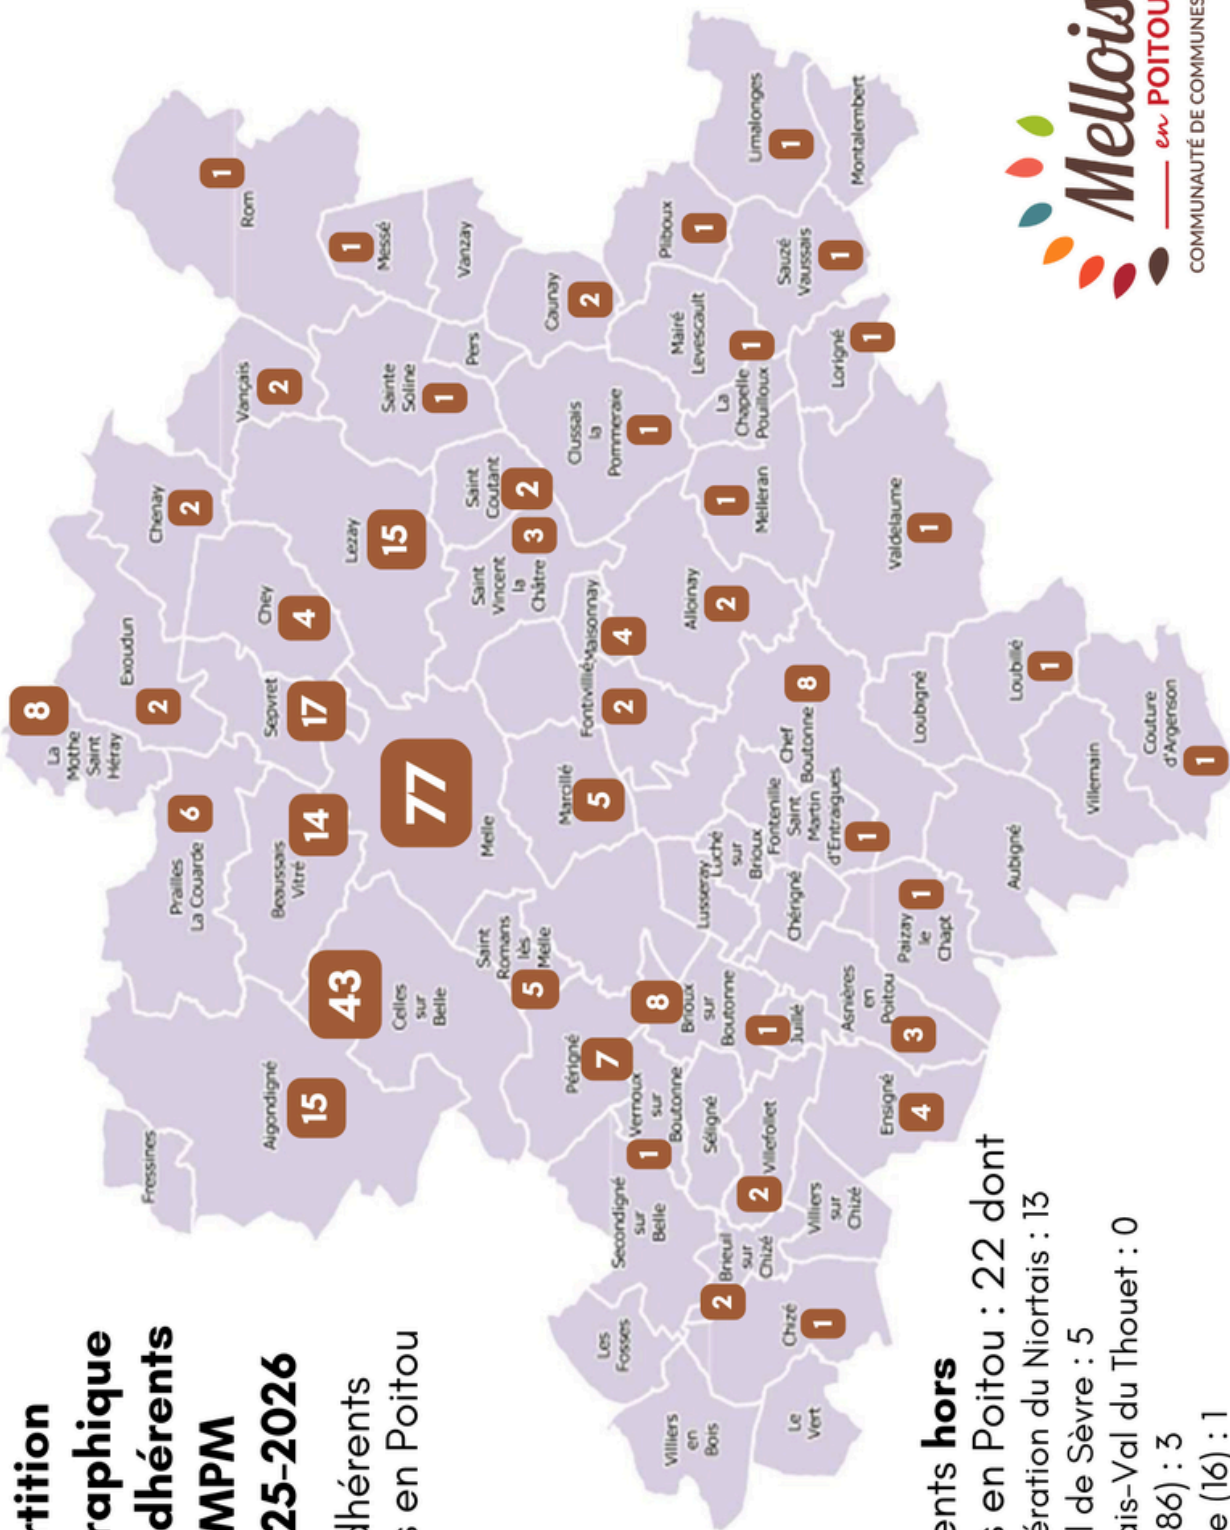 rtition
raphique
dhérents
MPM
25-2026
dhérents
s en Poitou
8
La
Mothe
Saint
Héray
Exoudun
2
Chenay
2
Rom
1
Fressines
Prailles
La Couarde
6
Vançais
2
Aigondigné
15
Beaussais
Vitré
14
Sepvret
17
Chey
4
43
Celles
sur
Belle
77
Melle
Lezay
15
Sainte
Soline
1
Messé
1
Vanzay
Pers
Saint
Romans
lès
Melle
5
Saint
Vincent
la
Châtre
3
Saint
Coutant
2
Caunay
2
Périgné
7
Marcillé
5
Fontvillié
2
Maisonnay
4
Clussais
la
Pommeraie
1
Les
Fosses
Secondigné
sur
Belle
Vernoux
sur
Boutonne
1
8
Brioux
sur
Boutonne
Pliboux
1
Mairé
Levescault
1
Villiers
en
Bois
Brieuil
sur
Chizé
2
Séligné
Villefollet
2
Lusseray
Luché
sur
Brioux
Alloinay
2
Melleran
1
La
Chapelle
Pouilloux
Limalonges
1
Sauzé
Vaussais
1
Montalembert
Le
Vert
Chizé
1
Villiers
sur
Chizé
Juillé
1
Chérigné
Fontenille
Saint
Martin
d'Entraigues
1
Chef
Boutonne
8
Lorigné
1
Ensigné
4
Asnières
en
Poitou
3
Paizay
le
Chapt
1
Loubigné
Valdelaume
1
Aubigné
Loubillé
1
Villemain
Couture
d'Argenson
1
ents hors
s en Poitou : 22 dont
ération du Niortais : 13
l de Sèvre : 5
ais-Val du Thouet : 0
86) : 3
e (16) : 1
Mellois
en POITOU
COMMUNAUTÉ DE COMMUNES